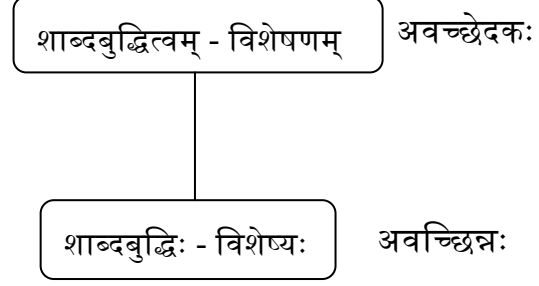 शाब्दबुद्धित्वम् - विशेषणम् अवच्छेदकः
शाब्दबुद्धिः - विशेष्यः अवच्छिन्नः